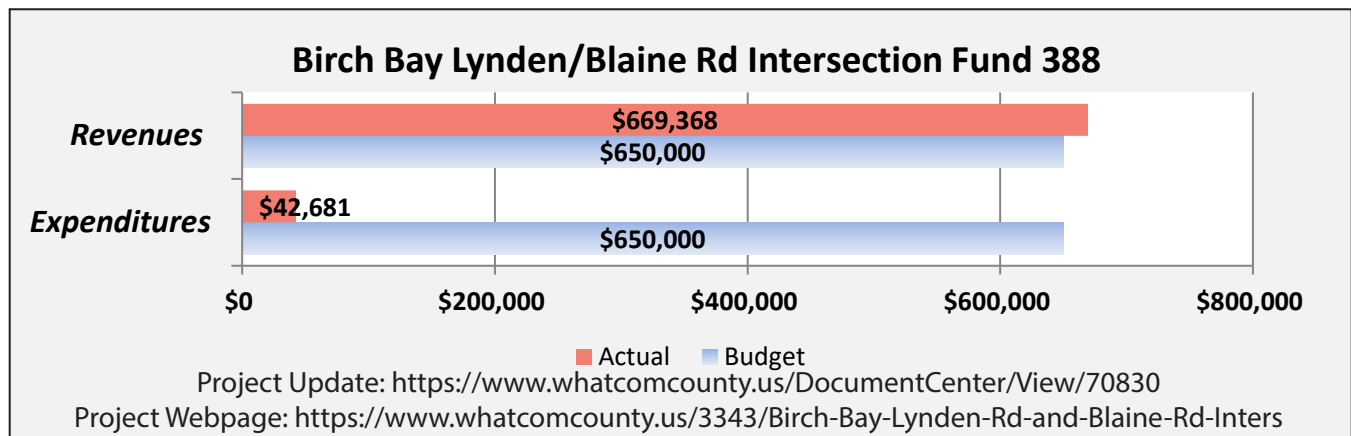 Birch Bay Lynden/Blaine Rd Intersection Fund 388
Revenues
$669,368
$650,000
Expenditures
$42,681
$650,000
$0 $200,000 $400,000 $600,000 $800,000
Actual Budget
Project Update: https://www.whatcomcounty.us/DocumentCenter/View/70830
Project Webpage: https://www.whatcomcounty.us/3343/Birch-Bay-Lynden-Rd-and-Blaine-Rd-Inters